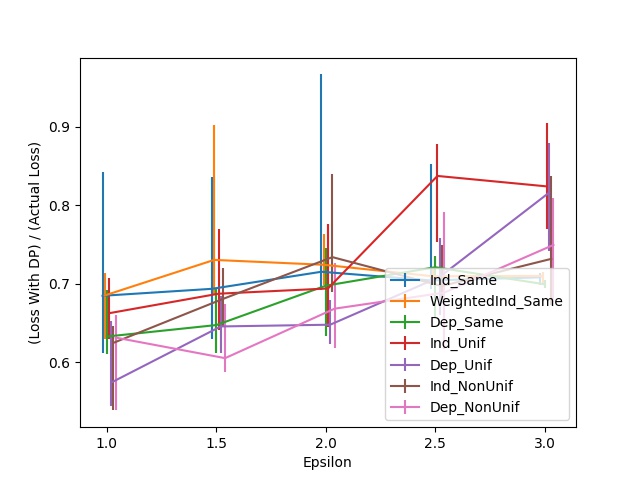 (Loss With DP) / (Actual Loss)
0.9
0.8
0.7
0.6
Ind_Same
WeightedInd_Same
Dep_Same
Ind_Unif
Dep_Unif
Ind_NonUnif
Dep_NonUnif
1.0 1.5 2.0 2.5 3.0
Epsilon